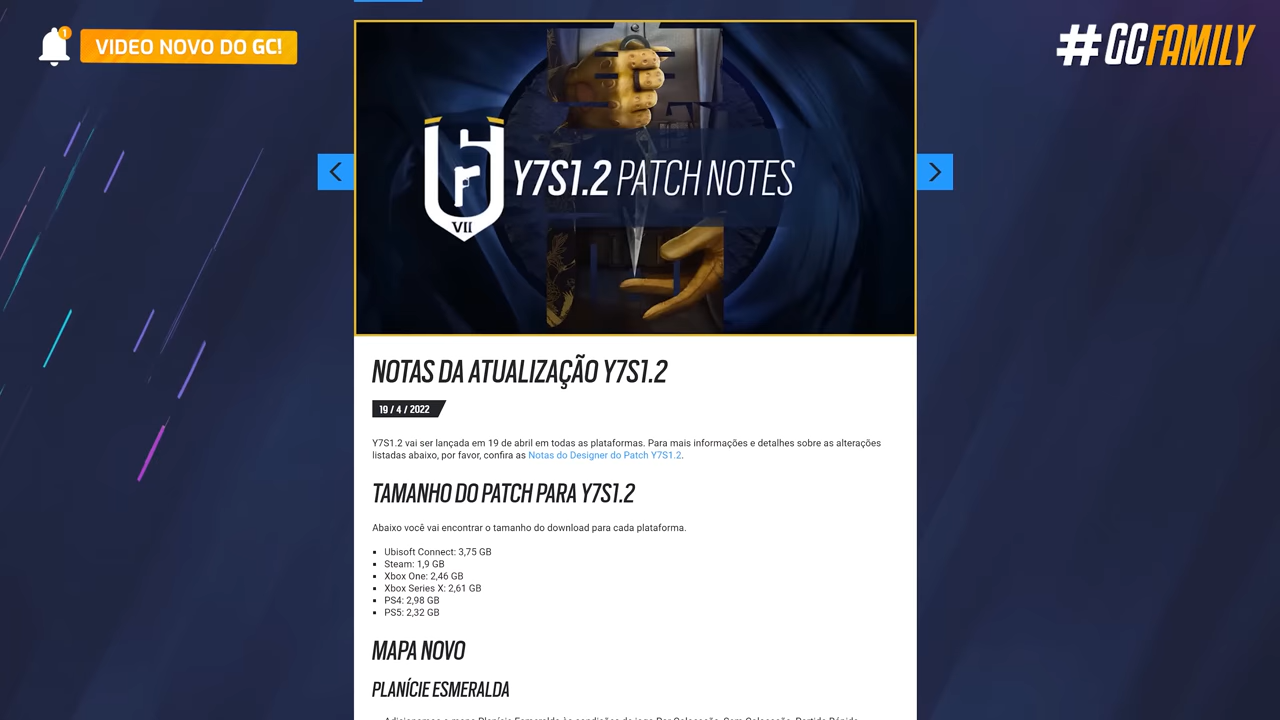 1
VIDEO NOVO DO GC!
#GCFAMILY
VII
Y7S1.2 PATCH NOTES
NOTAS DA ATUALIZAÇÃO Y7S1.2
19 / 4 / 2022
Y7S1.2 vai ser lançada em 19 de abril em todas as plataformas. Para mais informações e detalhes sobre as alterações
listadas abaixo, por favor, confira as Notas do Designer do Patch Y7S1.2.
TAMANHO DO PATCH PARA Y7S1.2
Abaixo você vai encontrar o tamanho do download para cada plataforma.
▪ Ubisoft Connect: 3,75 GB
▪ Steam: 1,9 GB
▪ Xbox One: 2,46 GB
▪ Xbox Series X: 2,61 GB
▪ PS4: 2,98 GB
▪ PS5: 2,32 GB
MAPA NOVO
PLANÍCIE ESMERALDA